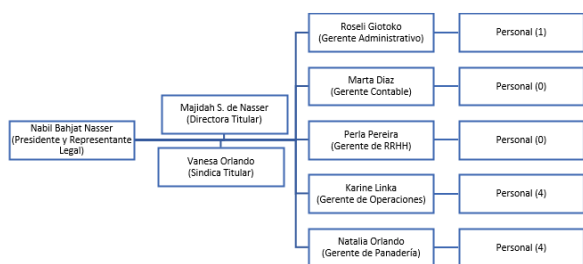 Nabil Bahjat Nasser
(Presidente y Representante
Legal)
Majidah S. de Nasser
(Directora Titular)
Vanesa Orlando
(Sindica Titular)
Roseli Giotoko
(Gerente Administrativo)
Personal (1)
Marta Diaz
(Gerente Contable)
Personal (0)
Perla Pereira
(Gerente de RRHH)
Personal (0)
Karine Linka
(Gerente de Operaciones)
Personal (4)
Natalia Orlando
(Gerente de Panadería)
Personal (4)